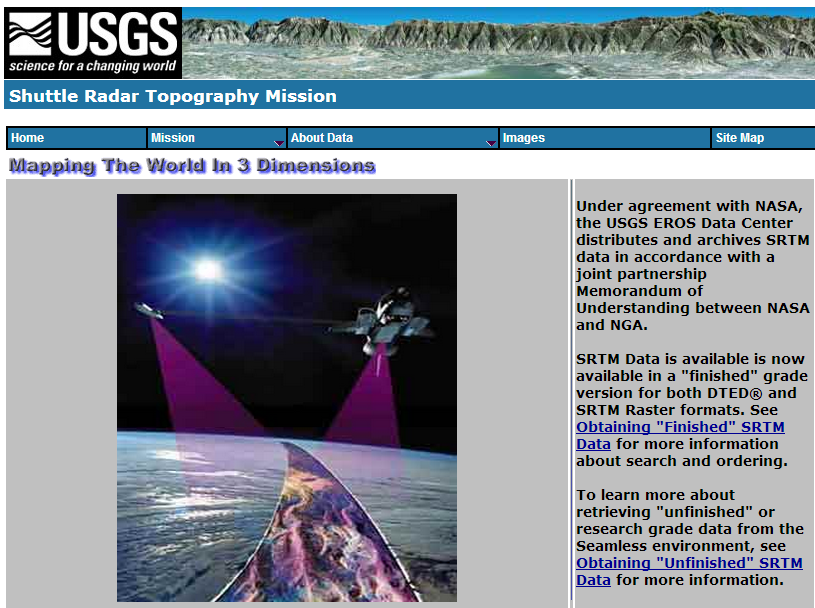 USGS
science for a changing world
Shuttle Radar Topography Mission
Home
Mission
About Data
Images
Site Map
Mapping The World In 3 Dimensions
Under agreement with NASA,
the USGS EROS Data Center
distributes and archives SRTM
data in accordance with a
joint partnership
Memorandum of
Understanding between NASA
and NGA.
SRTM Data is available is now
available in a "finished" grade
version for both DTED® and
SRTM Raster formats. See
Obtaining "Finished" SRTM
Data for more information
about search and ordering.
To learn more about
retrieving "unfinished" or
research grade data from the
Seamless environment, see
Obtaining "Unfinished" SRTM
Data for more information.